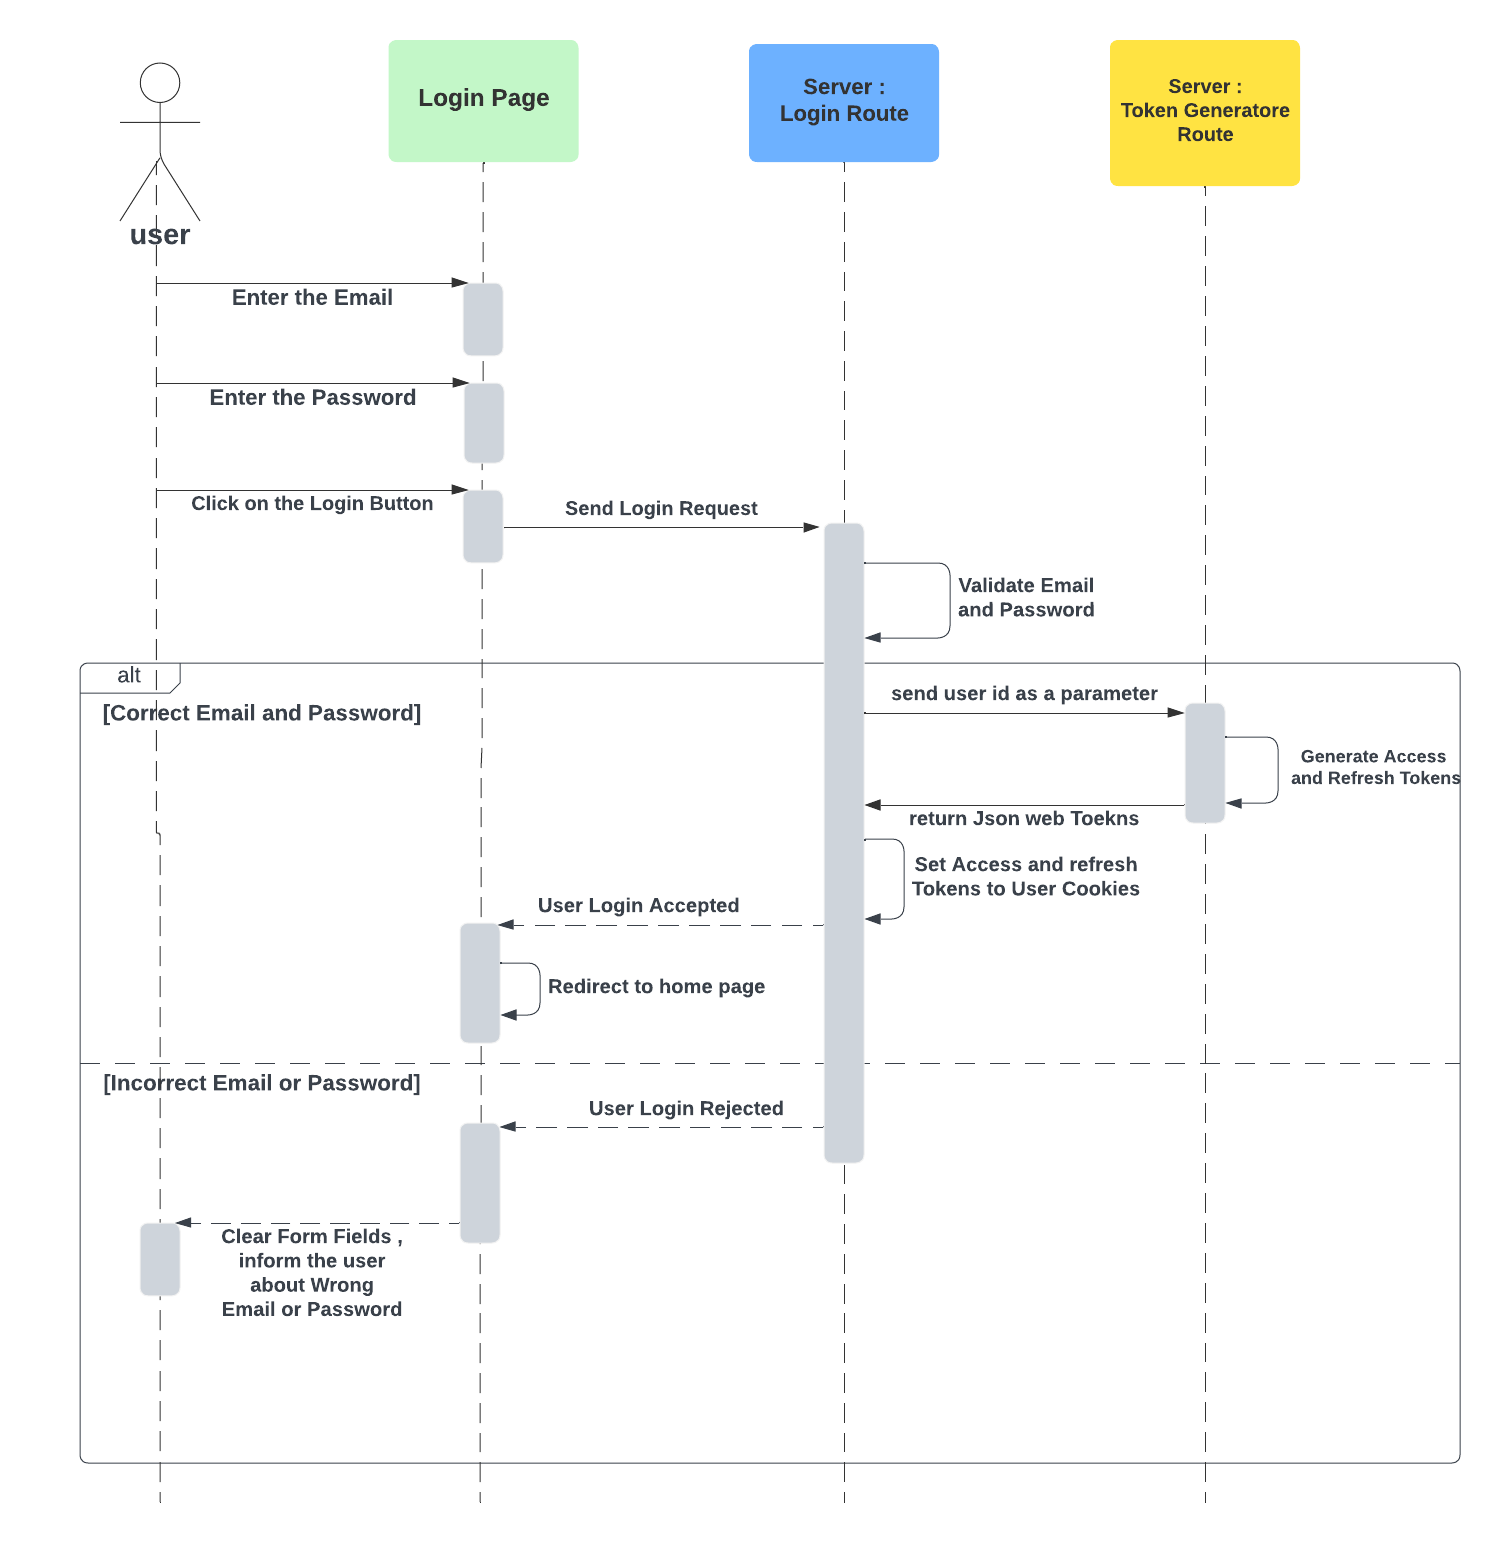 Login Page
Server :
Login Route
Server :
Token Generatore
Route
user
Enter the Email
Enter the Password
Click on the Login Button
Send Login Request
Validate Email
and Password
alt
[Correct Email and Password]
send user id as a parameter
Generate Access
and Refresh Tokens
return Json web Toekns
Set Access and refresh
Tokens to User Cookies
User Login Accepted
Redirect to home page
[Incorrect Email or Password]
User Login Rejected
Clear Form Fields ,
inform the user
about Wrong
Email or Password